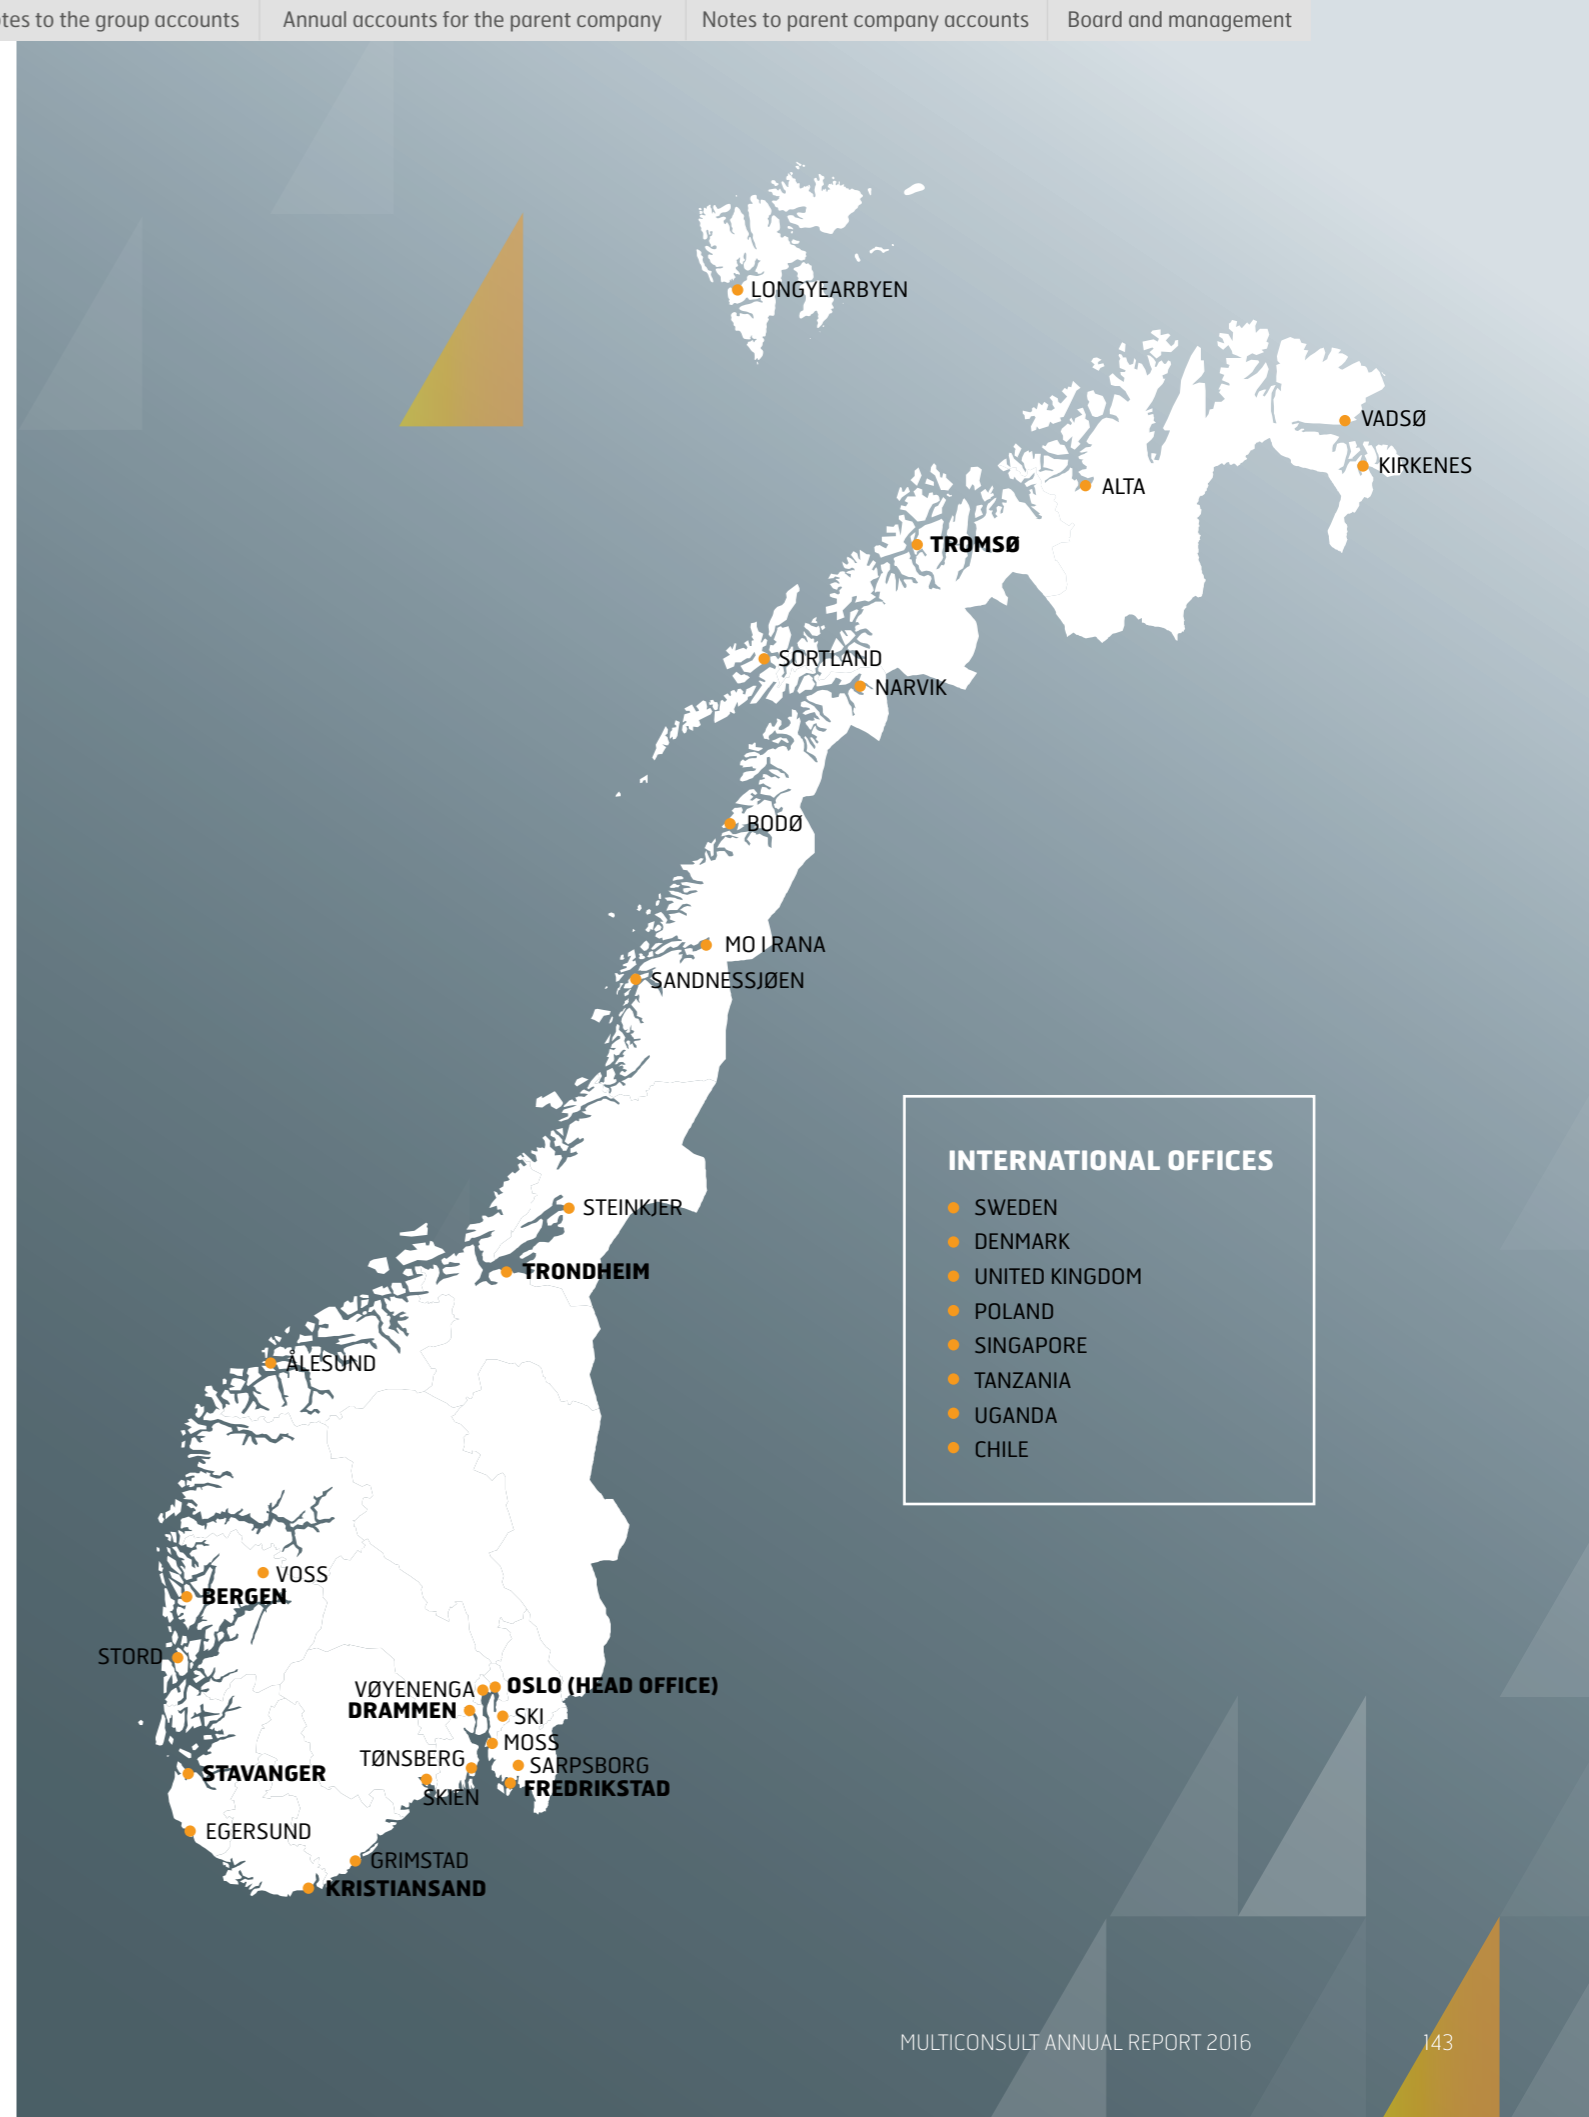 tes to the group accounts
Annual accounts for the parent company
Notes to parent company accounts
Board and management
LONGYEARBYEN
VADSØ
KIRKENES
ALTA
TROMSØ
SORTLAND
NARVIK
BODØ
MO I RANA
SANDNESSJØEN
STEINKJER
TRONDHEIM
ÅLESUND
VOSS
BERGEN
STORD
OSLO (HEAD OFFICE)
VØYENENGA
DRAMMEN
SKI
MOSS
TØNSBERG
SARPSBORG
STAVANGER
FREDRIKSTAD
SKIEN
EGERSUND
GRIMSTAD
KRISTIANSAND
INTERNATIONAL OFFICES
SWEDEN
DENMARK
UNITED KINGDOM
POLAND
SINGAPORE
TANZANIA
UGANDA
CHILE
MULTICONSULT ANNUAL REPORT 2016
143